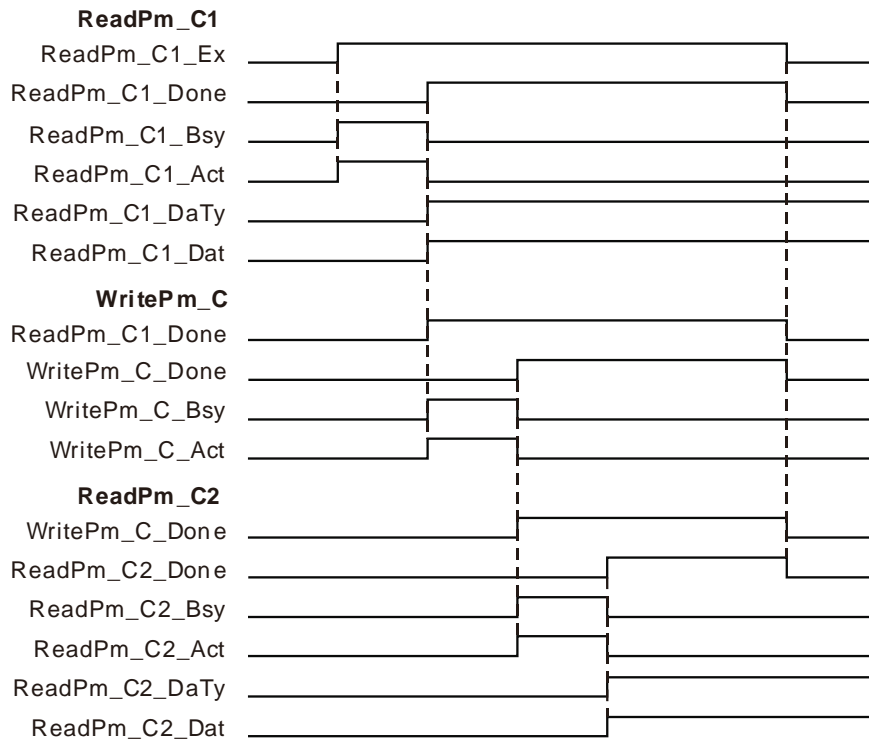 ReadPm_C1
ReadPm_C1_Ex
ReadPm_C1_Done
ReadPm_C1_Bsy
ReadPm_C1_Act
ReadPm_C1_DaTy
ReadPm_C1_Dat
WritePm_C
ReadPm_C1_Done
WritePm_C_Done
WritePm_C_Bsy
WritePm_C_Act
ReadPm_C2
WritePm_C_Done
ReadPm_C2_Done
ReadPm_C2_Bsy
ReadPm_C2_Act
ReadPm_C2_DaTy
ReadPm_C2_Dat